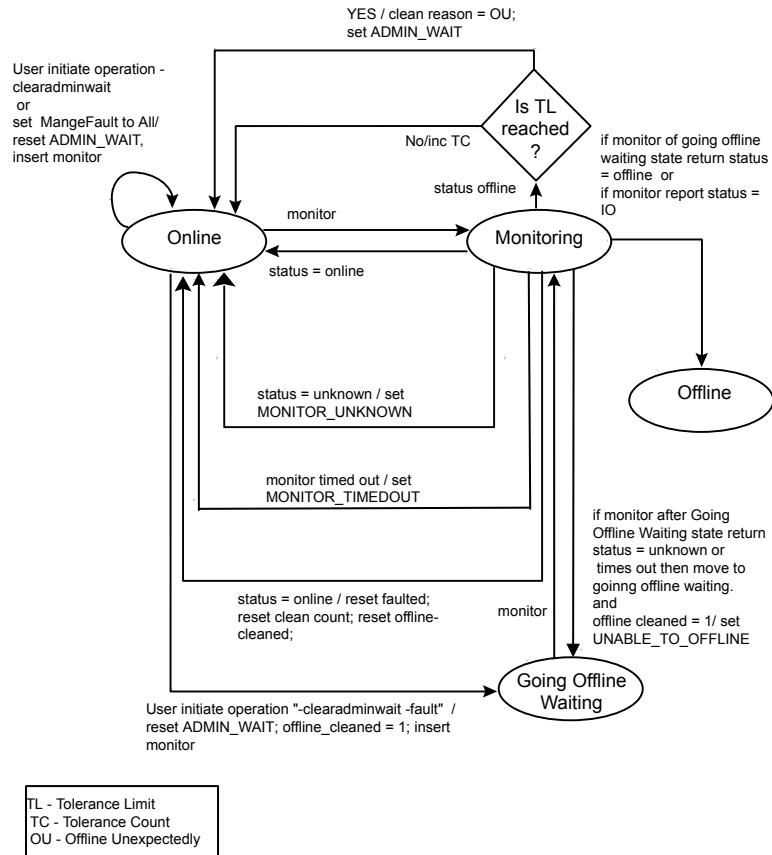 YES / clean reason = OU;
set ADMIN_WAIT
User initiate operation -
clearadminwait
or
set MangeFault to All/
reset ADMIN_WAIT,
insert monitor
Is TL
reached
?
No/inc TC
if monitor of going offline
waiting state return status
= offline or
if monitor report status =
IO
status offline
monitor
Online
Monitoring
status = online
Offline
status = unknown / set
MONITOR_UNKNOWN
monitor timed out / set
MONITOR_TIMEDOUT
if monitor after Going
Offline Waiting state return
status = unknown or
times out then move to
goinng offline waiting.
and
offline cleaned = 1/ set
UNABLE_TO_OFFLINE
status = online / reset faulted;
reset clean count; reset offline-
cleaned;
monitor
Going Offline
Waiting
User initiate operation "-clearadminwait -fault" /
reset ADMIN_WAIT; offline_cleaned = 1; insert
monitor
TL - Tolerance Limit
TC - Tolerance Count
OU - Offline Unexpectedly